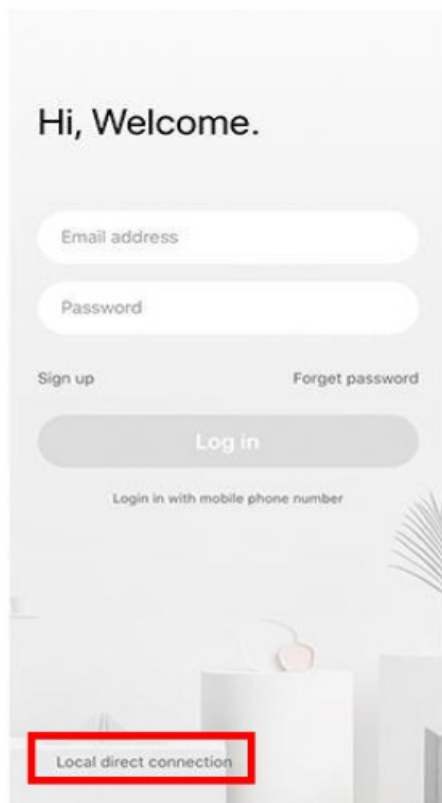 Hi, Welcome.
Email address
Password
Sign up Forget password
Log in
Login in with mobile phone number
Local direct connection